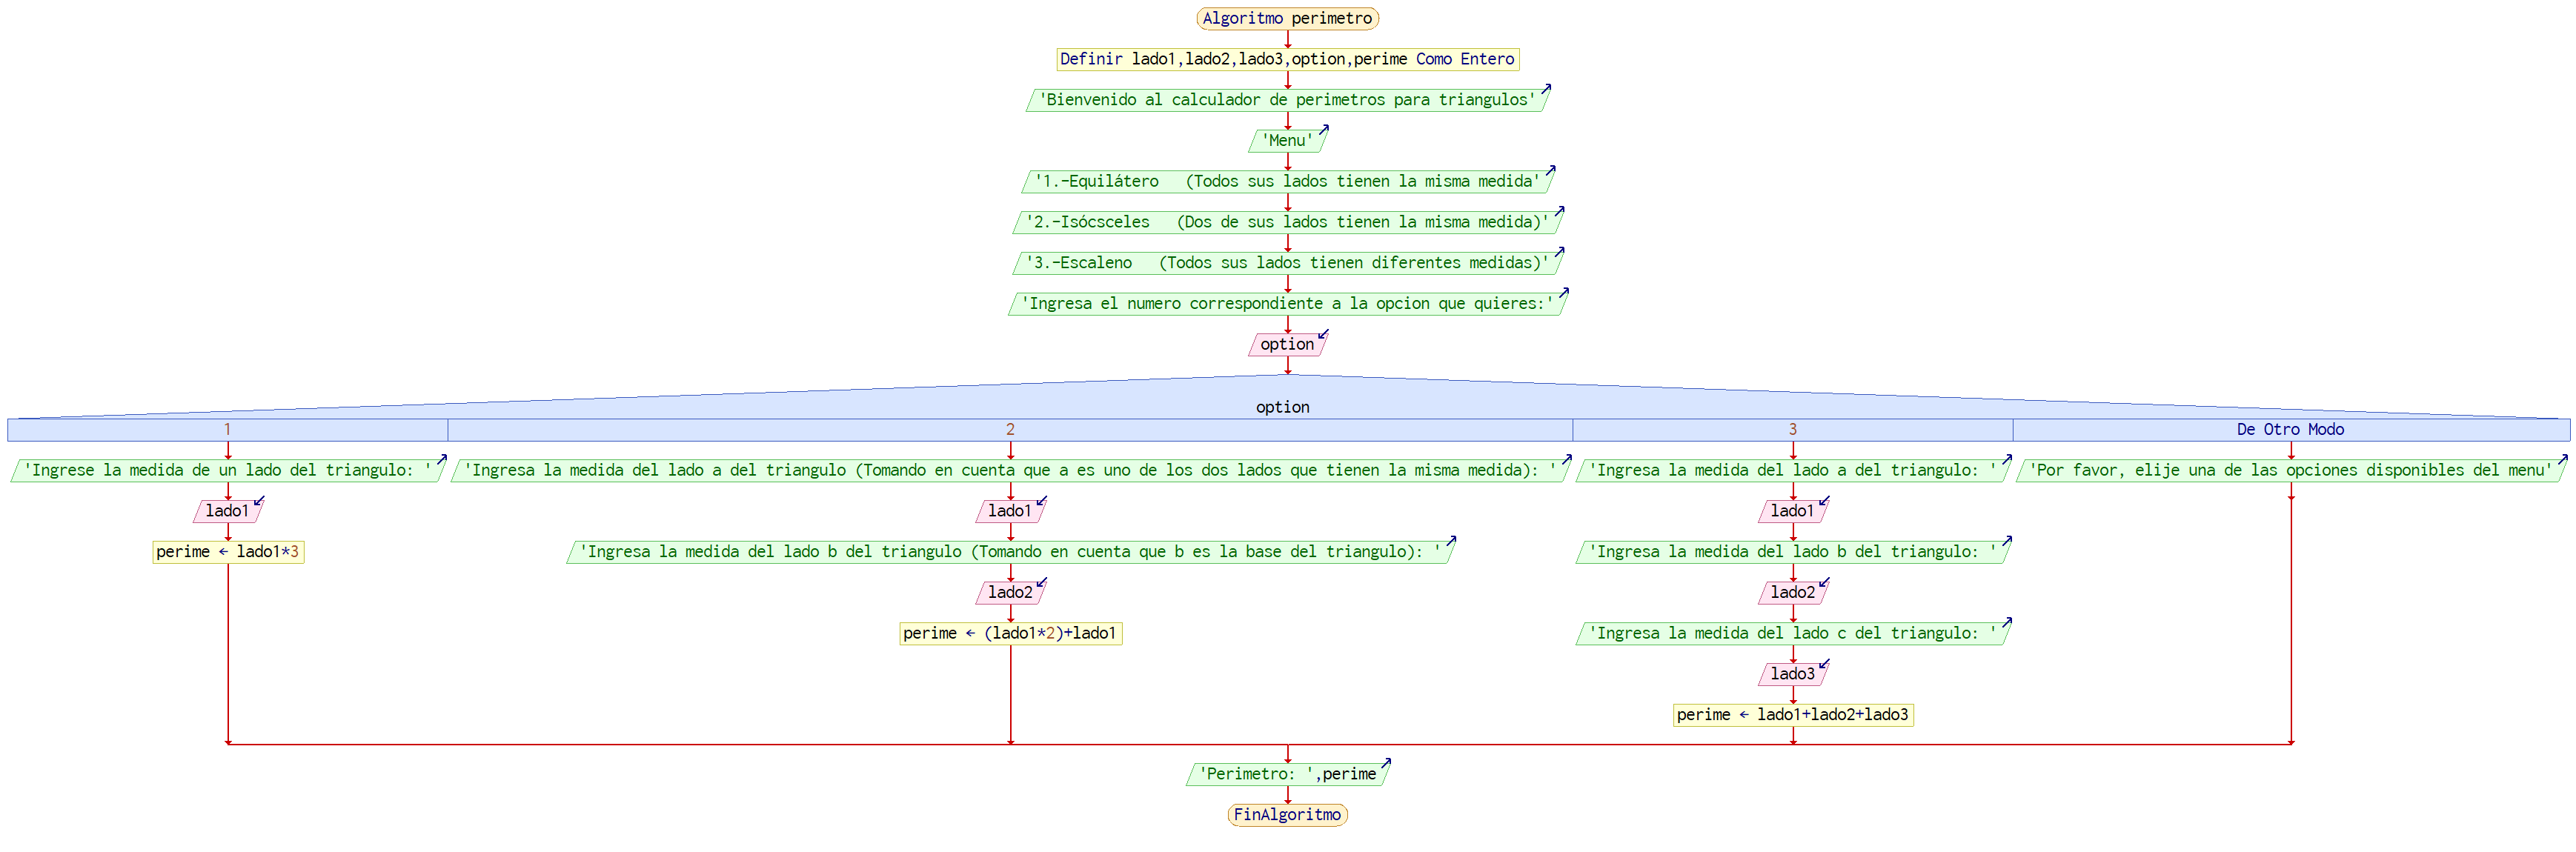 Algoritmo perimetro
Definir lado1,lado2,lado3,option,perime Como Entero
'Bienvenido al calculador de perimetros para triangulos'
'Menu'
'1.-Equilátero   (Todos sus lados tienen la misma medida'
'2.-Isócsceles   (Dos de sus lados tienen la misma medida)'
'3.-Escaleno   (Todos sus lados tienen diferentes medidas)'
'Ingresa el numero correspondiente a la opcion que quieres:'
option
option
1
'Ingrese la medida de un lado del triangulo: '
lado1
perime ← lado1*3
2
'Ingresa la medida del lado a del triangulo (Tomando en cuenta que a es uno de los dos lados que tienen la misma medida): '
lado1
'Ingresa la medida del lado b del triangulo (Tomando en cuenta que b es la base del triangulo): '
lado2
perime ← (lado1*2)+lado1
3
'Ingresa la medida del lado a del triangulo: '
lado1
'Ingresa la medida del lado b del triangulo: '
lado2
'Ingresa la medida del lado c del triangulo: '
lado3
perime ← lado1+lado2+lado3
De Otro Modo
'Por favor, elije una de las opciones disponibles del menu'
'Perimetro: ',perime
FinAlgoritmo